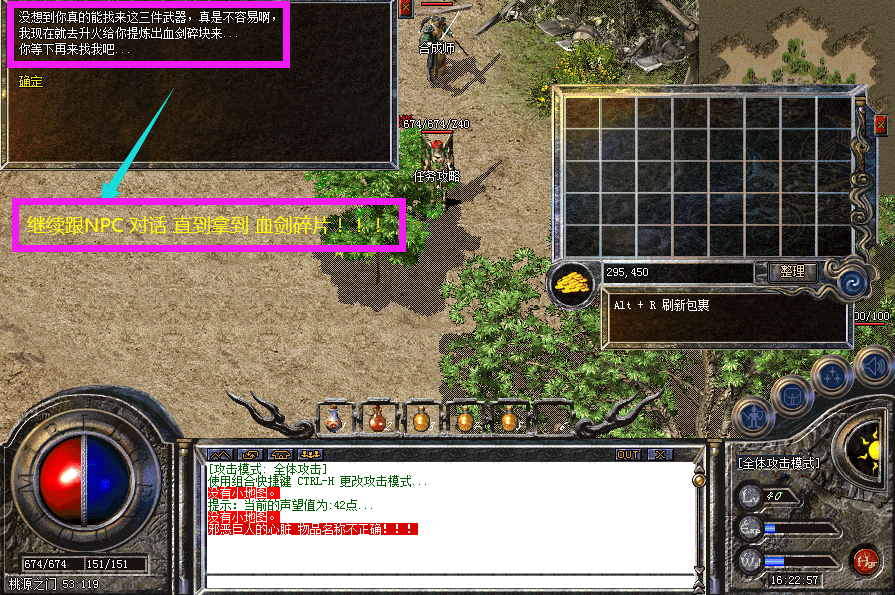 没想到你真的能找来这三件武器，真是不容易啊，
我现在就去升火给你提炼出血剑碎块来...
你等下再来找我吧...
确定
合成师
674/674/Z40
任务攻略
继续跟NPC 对话 直到拿到 血剑碎片！！！
295,450
整理
Alt + R 刷新包裹
00/100
OUT
[攻击模式: 全体攻击]
使用组合快捷键 CTRL-H 更改攻击模式...
没有小地图。
提示：当前的声望值为:42点...
没有小地图。
邪恶巨人的心脏 物品名称不正确！！！
[全体攻击模式]
Lv 40
Exp
W
Hgr
674/674
151/151
桃源之门 53:119
16:22:57